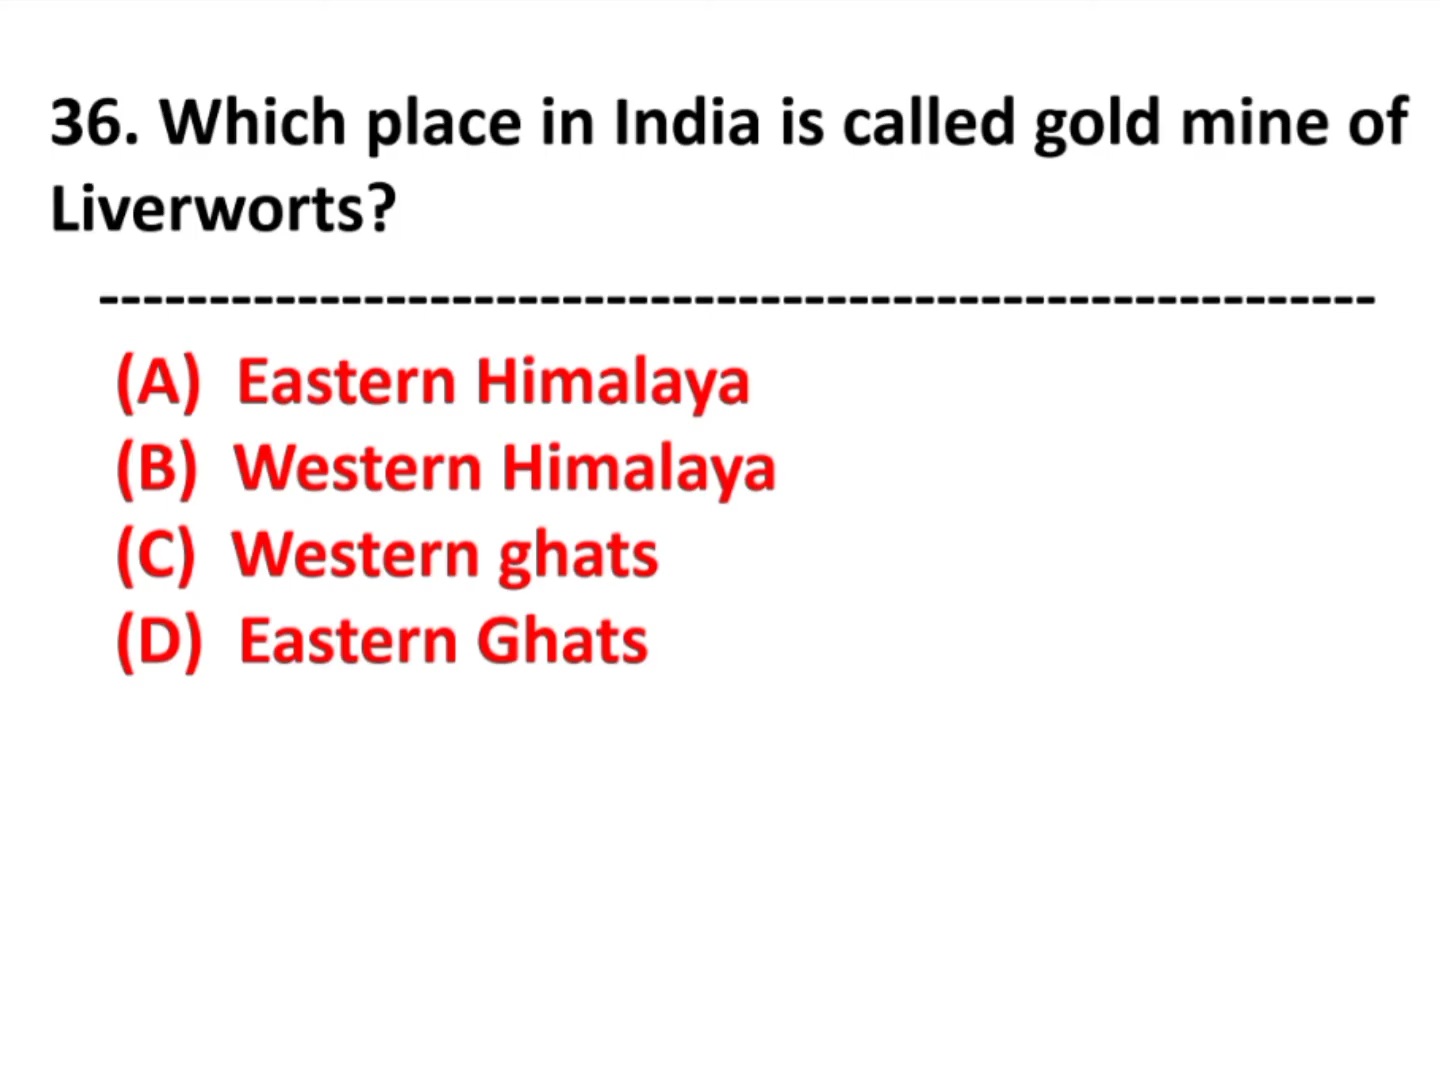 36. Which place in India is called gold mine of
Liverworts?
----------------------------------------------------------
(A) Eastern Himalaya
(B) Western Himalaya
(C) Western ghats
(D) Eastern Ghats